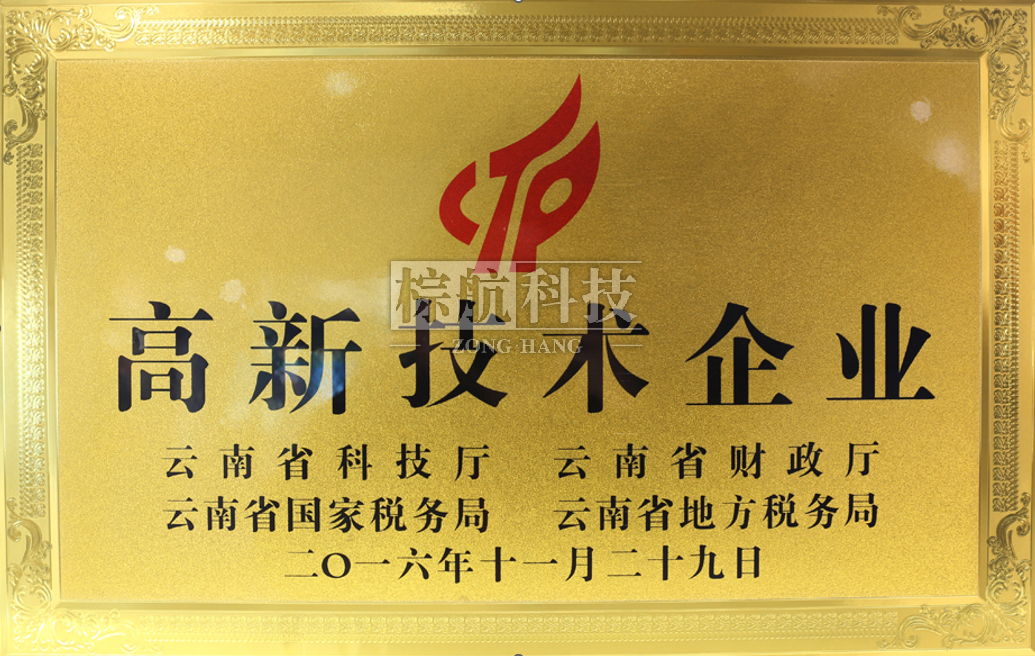 棕航科技
ZONG HANG
高新技术企业
云南省科技厅 云南省财政厅
云南省国家税务局 云南省地方税务局
二〇一六年十一月二十九日